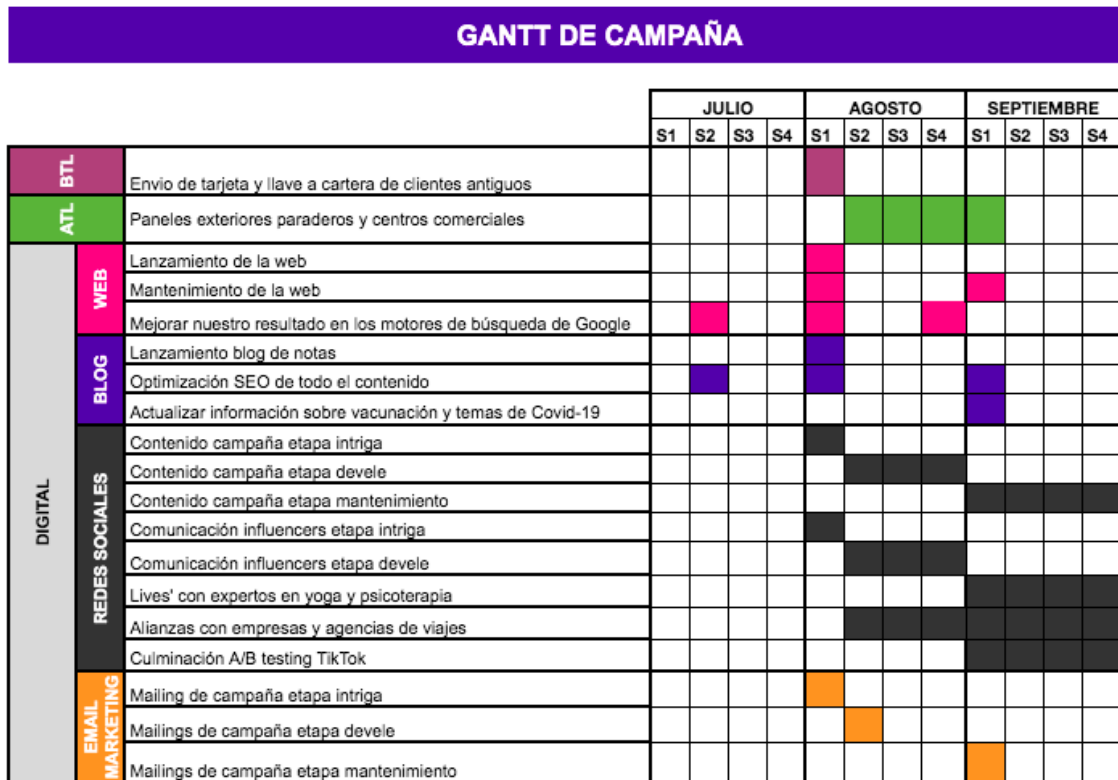 GANTT DE CAMPAÑA
JULIO AGOSTO SEPTIEMBRE
S1 S2 S3 S4 S1 S2 S3 S4 S1 S2 S3 S4
BTL
Envio de tarjeta y llave a cartera de clientes antiguos
ATL
Paneles exteriores paraderos y centros comerciales
DIGITAL
WEB
Lanzamiento de la web
Mantenimiento de la web
Mejorar nuestro resultado en los motores de búsqueda de Google
BLOG
Lanzamiento blog de notas
Optimización SEO de todo el contenido
Actualizar información sobre vacunación y temas de Covid-19
REDES SOCIALES
Contenido campaña etapa intriga
Contenido campaña etapa devele
Contenido campaña etapa mantenimiento
Comunicación influencers etapa intriga
Comunicación influencers etapa devele
Lives' con expertos en yoga y psicoterapia
Alianzas con empresas y agencias de viajes
Culminación A/B testing TikTok
EMAIL
MARKETING
Mailing de campaña etapa intriga
Mailings de campaña etapa devele
Mailings de campaña etapa mantenimiento